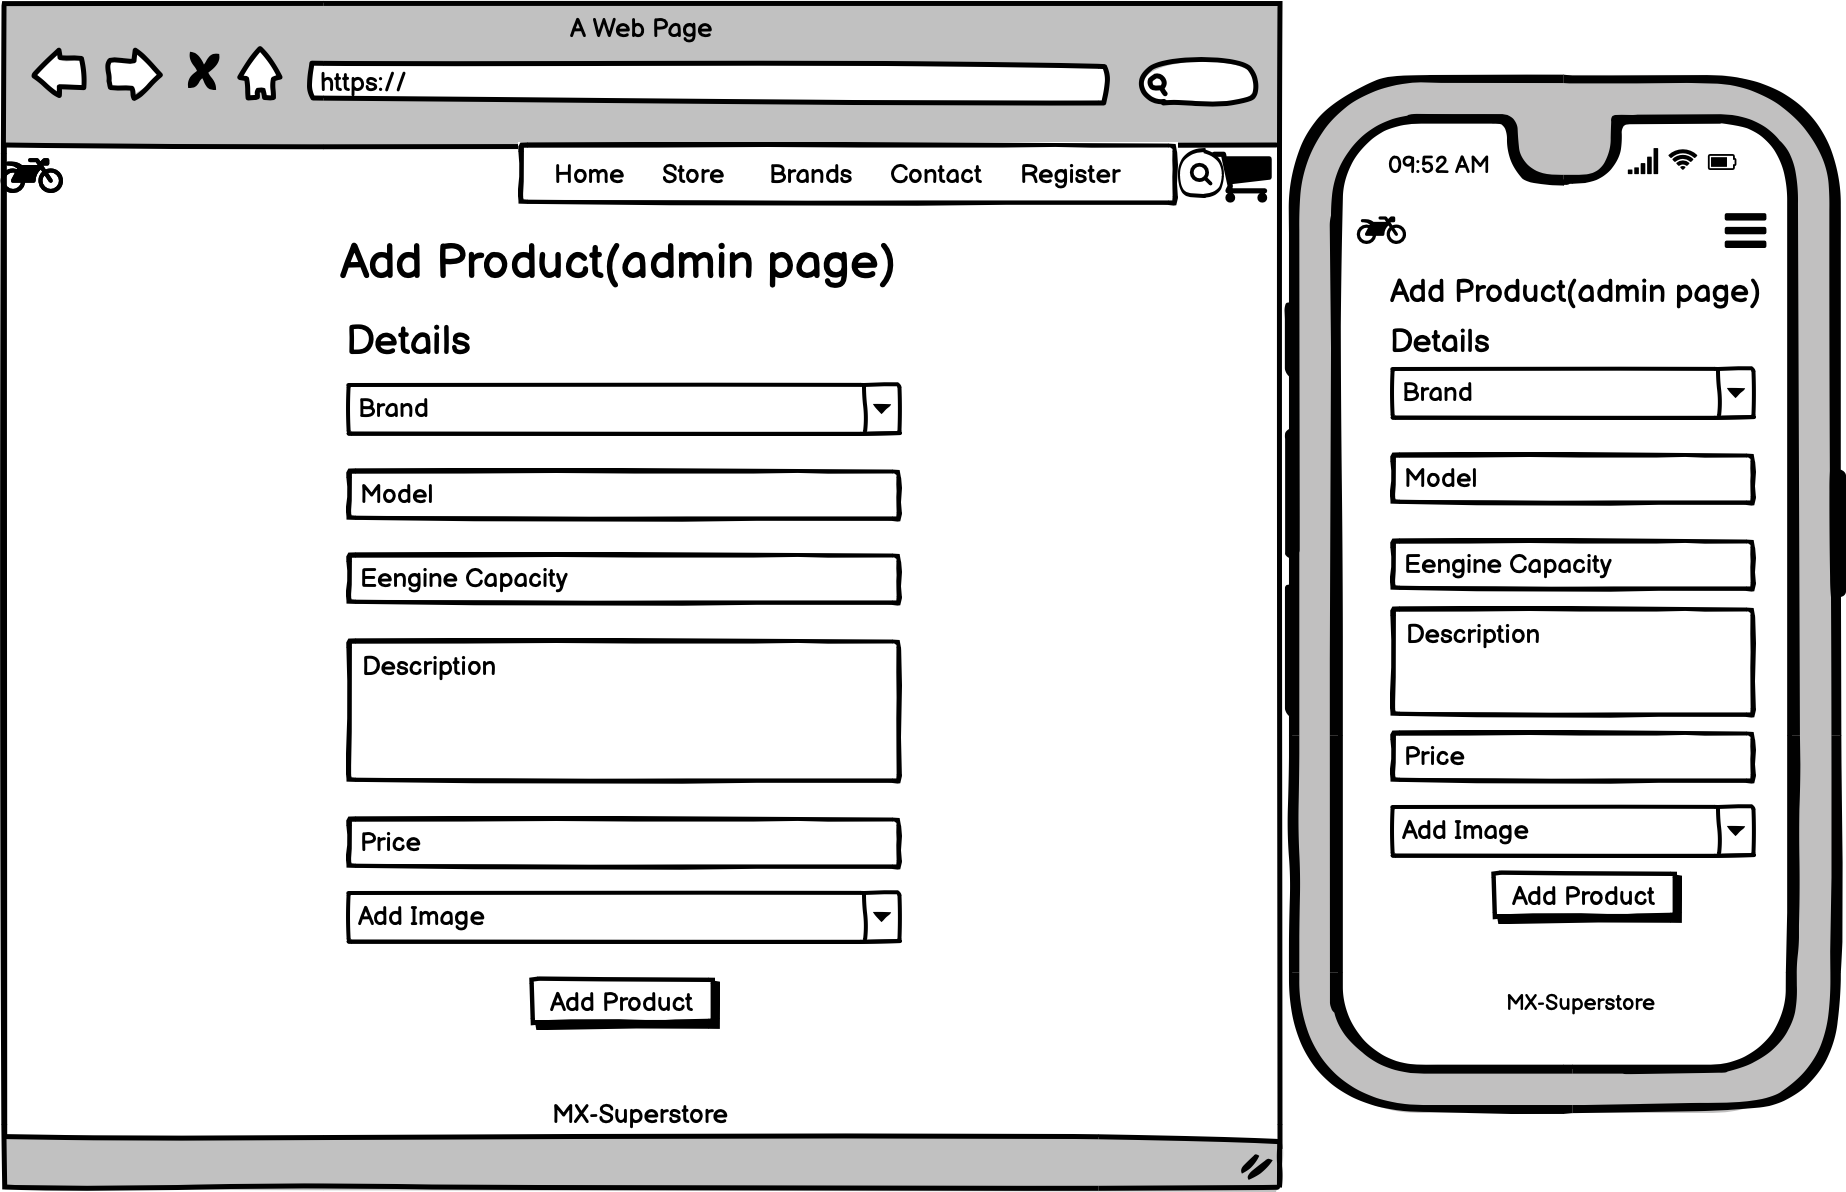 A Web Page
https://
Home Store Brands Contact Register
Add Product(admin page)
Details
Brand
Model
Eengine Capacity
Description
Price
Add Image
Add Product
MX-Superstore
09:52 AM
Add Product(admin page)
Details
Brand
Model
Eengine Capacity
Description
Price
Add Image
Add Product
MX-Superstore